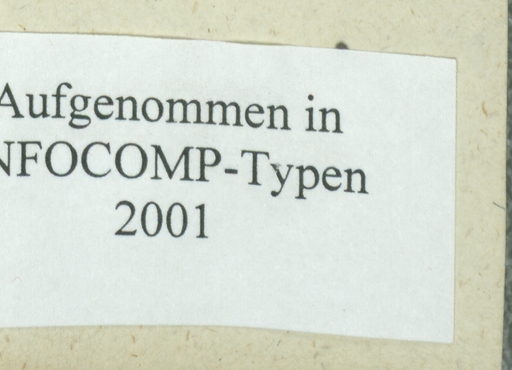 Aufgenommen in
NFOCOMP-Typen
2001